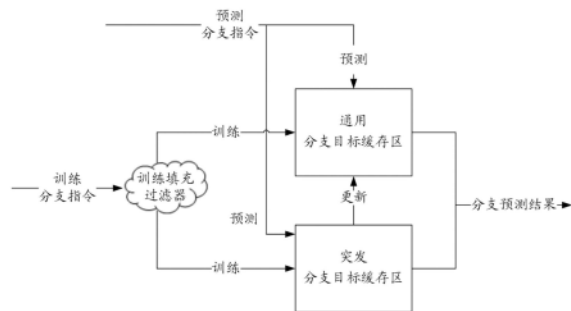 预测
分支指令
预测
通用
分支目标缓存区
训练
训练
分支指令
训练填充
过滤器
更新
分支预测结果
预测
突发
分支目标缓存区
训练